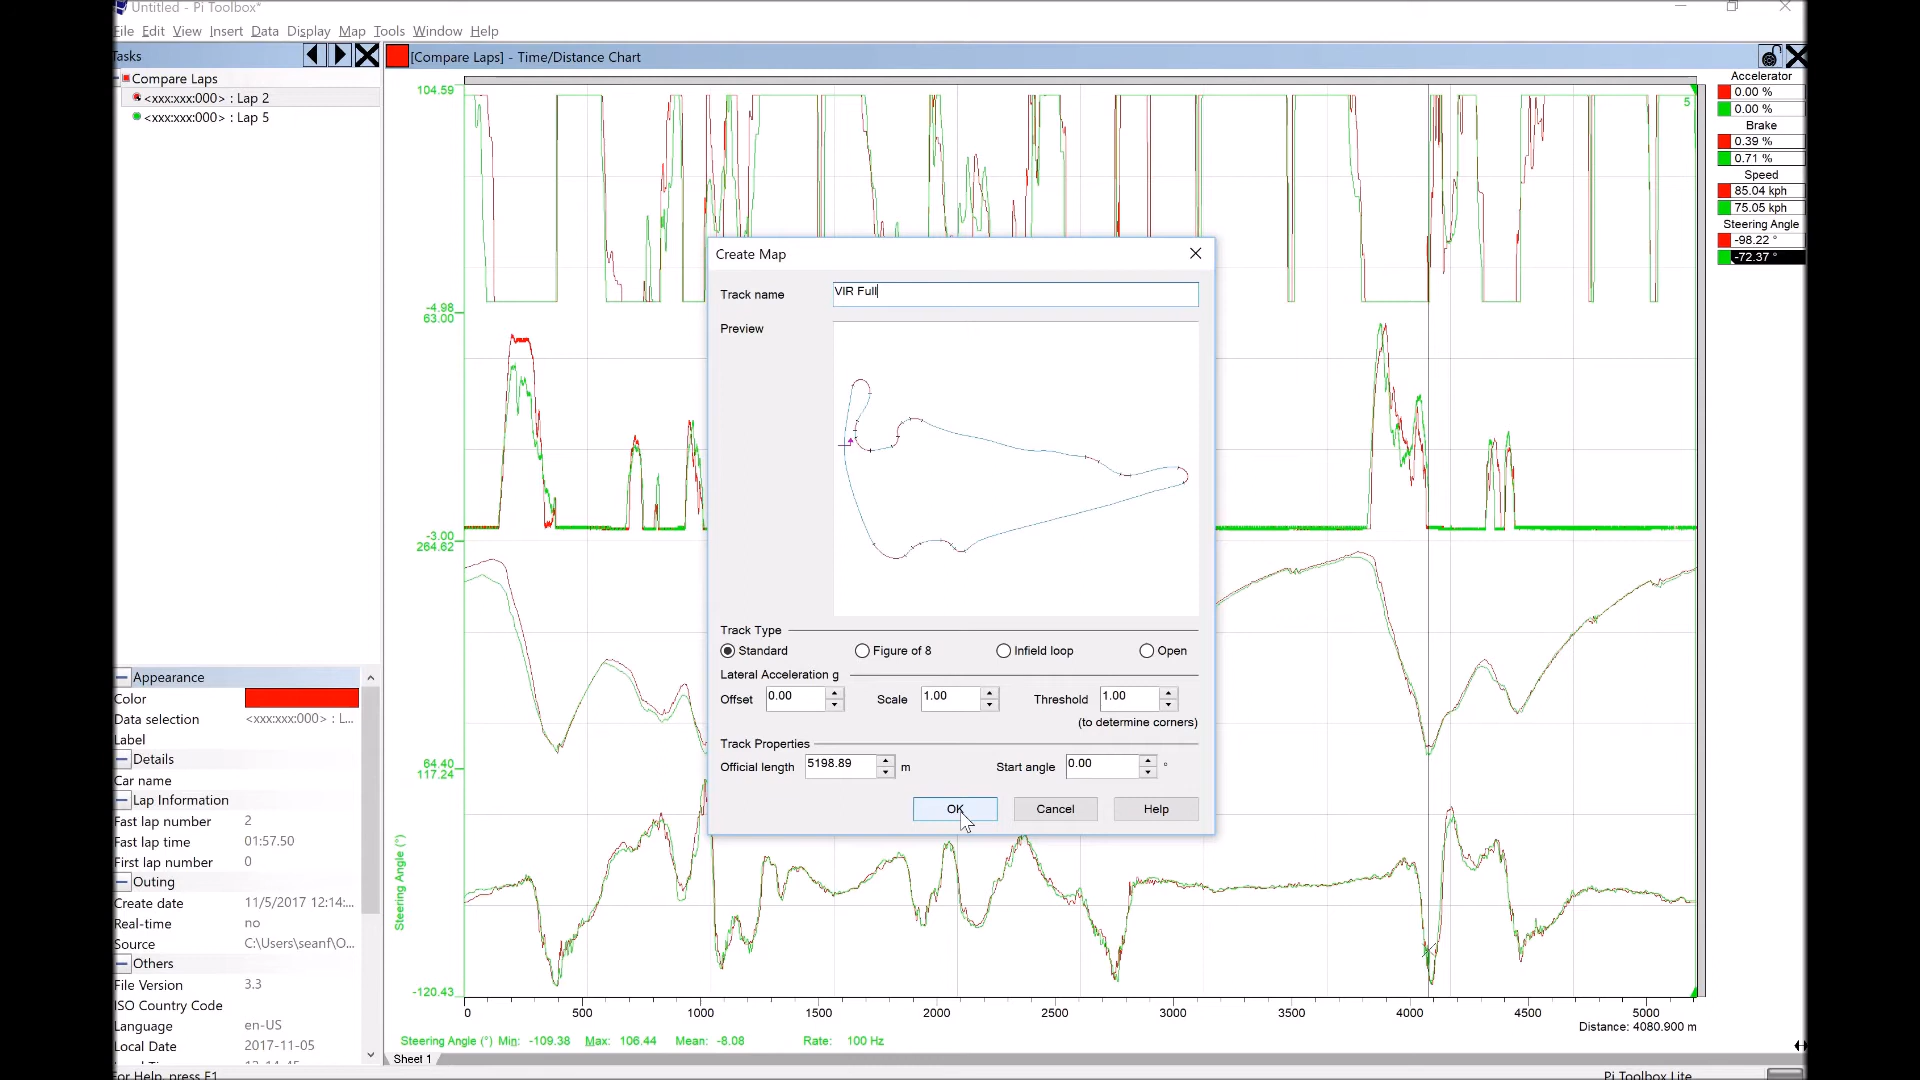 Untitled - Pi Toolbox*
File Edit View Insert Data Display Map Tools Window Help
Tasks
[Compare Laps] - Time/Distance Chart
Compare Laps
<xxx:xxx:000> : Lap 2
<xxx:xxx:000> : Lap 5
104.59
-4.98
63.00
-3.00
264.62
64.40
117.24
-120.43
Steering Angle (°)
5
Accelerator
0.00 %
0.00 %
Brake
0.39 %
0.71 %
Speed
85.04 kph
75.05 kph
Steering Angle
-98.22 °
-72.37 °
Create Map
Track name VIR Full
Preview
Track Type
Standard Figure of 8 Infield loop Open
Lateral Acceleration g
Offset 0.00 Scale 1.00 Threshold 1.00
(to determine corners)
Track Properties
Official length 5198.89 m Start angle 0.00 °
OK Cancel Help
Appearance
Color
Data selection <xxx:xxx:000> : L...
Label
Details
Car name
Lap Information
Fast lap number 2
Fast lap time 01:57.50
First lap number 0
Outing
Create date 11/5/2017 12:14:...
Real-time no
Source C:\Users\seanf\O...
Others
File Version 3.3
ISO Country Code
Language en-US
Local Date 2017-11-05
0 500 1000 1500 2000 2500 3000 3500 4000 4500 5000
Distance: 4080.900 m
Steering Angle (°) Min: -109.38 Max: 106.44 Mean: -8.08 Rate: 100 Hz
Sheet 1
For Help, press F1
Pi Toolbox Lite